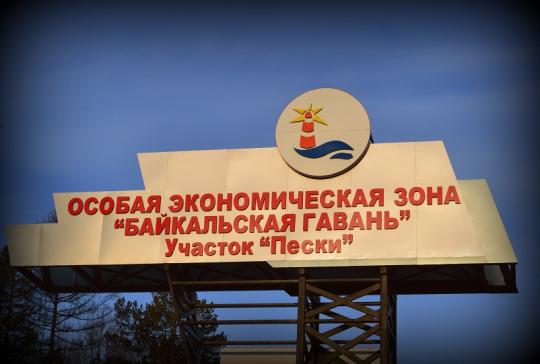 ОСОБАЯ ЭКОНОМИЧЕСКАЯ ЗОНА
“БАЙКАЛЬСКАЯ ГАВАНЬ”
Участок “Пески”